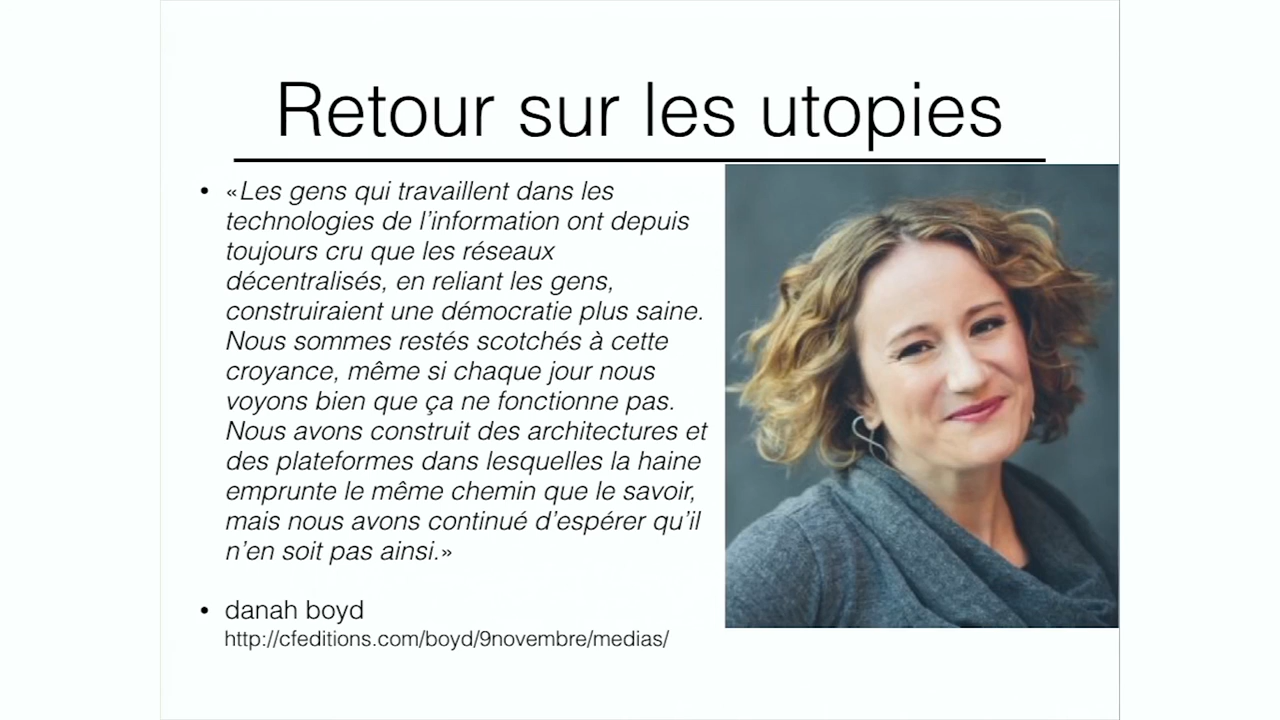 Retour sur les utopies
• «Les gens qui travaillent dans les
technologies de l'information ont depuis
toujours cru que les réseaux
décentralisés, en reliant les gens,
construiraient une démocratie plus saine.
Nous sommes restés scotchés à cette
croyance, même si chaque jour nous
voyons bien que ça ne fonctionne pas.
Nous avons construit des architectures et
des plateformes dans lesquelles la haine
emprunte le même chemin que le savoir,
mais nous avons continué d'espérer qu'il
n'en soit pas ainsi.»
• danah boyd
http://cfeditions.com/boyd/9novembre/medias/